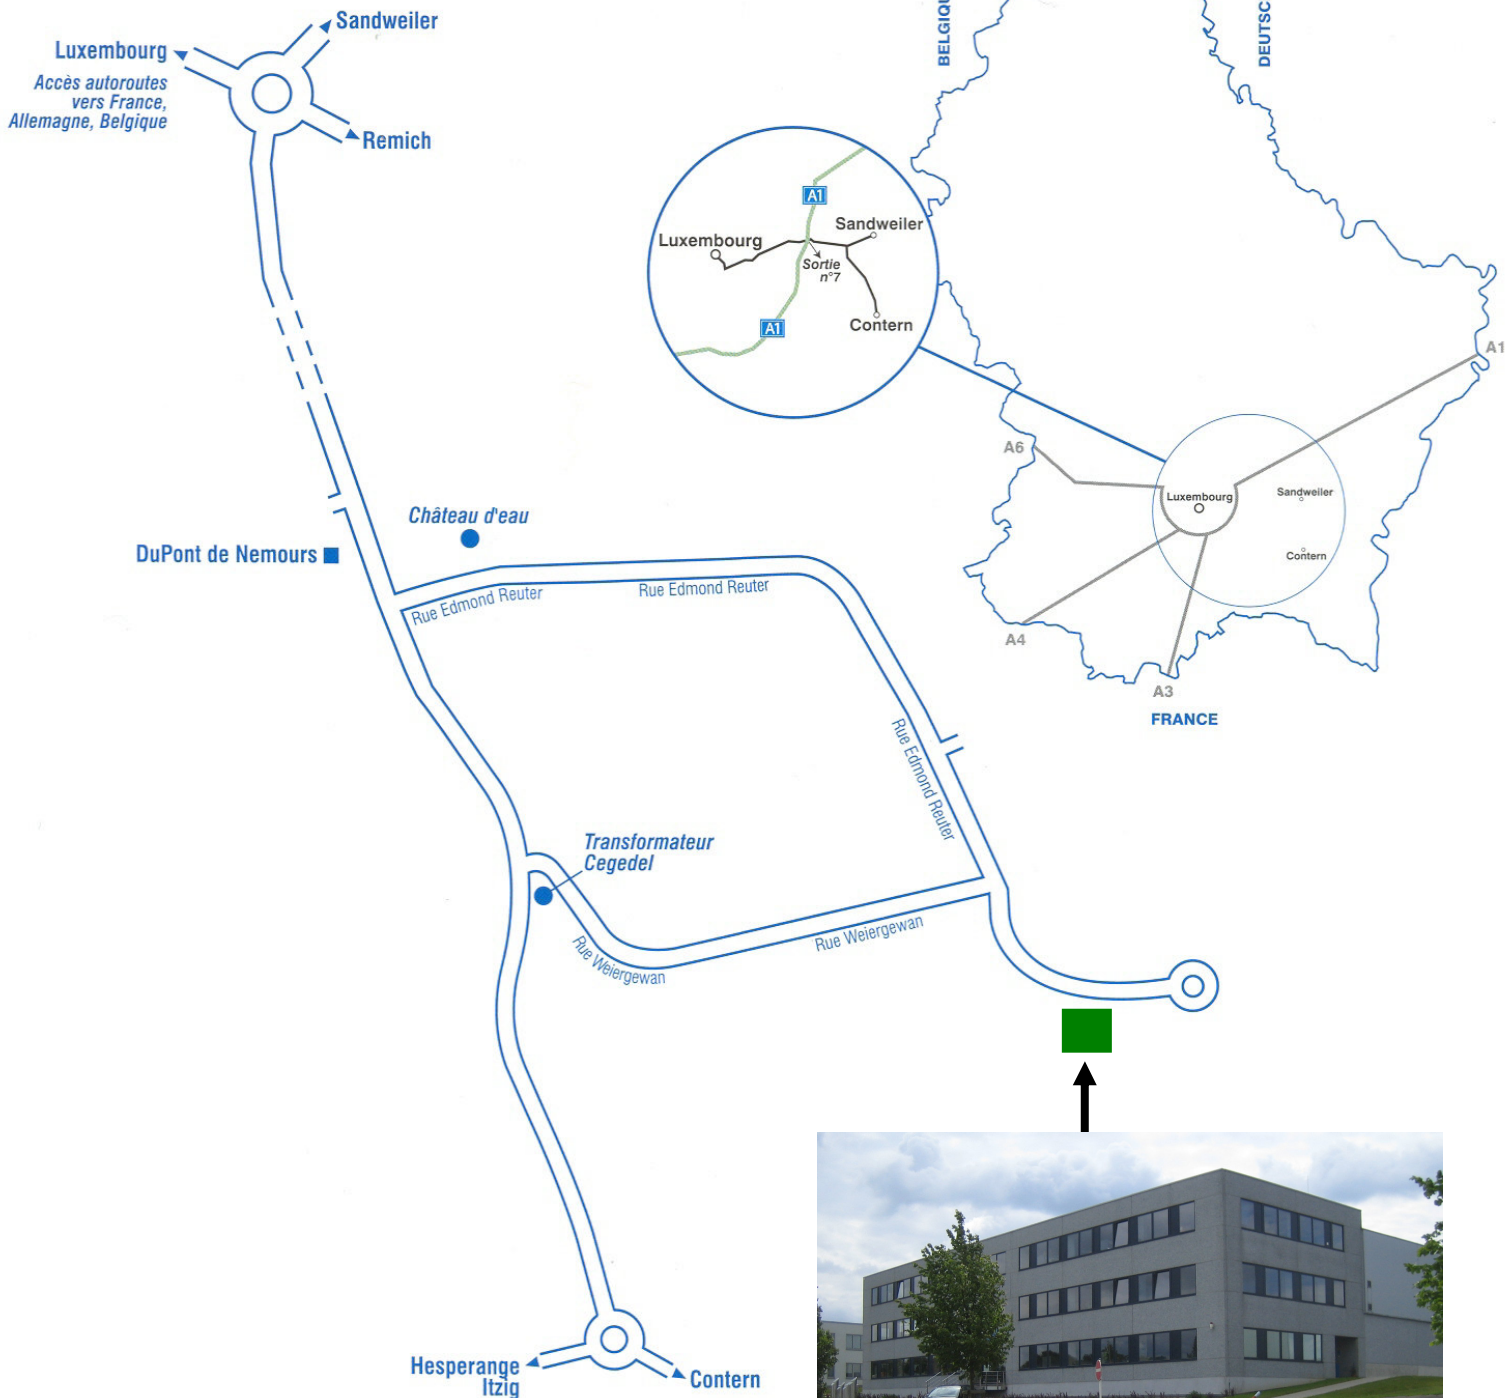 Sandweiler
Luxembourg
Accès autoroutes
vers France,
Allemagne, Belgique
Remich
DuPont de Nemours
Château d'eau
Rue Edmond Reuter
Rue Edmond Reuter
Rue Edmond Reuter
Transformateur
Cegedel
Rue Weiergewan
Rue Weiergewan
Hesperange
Itzig
Contern
A1
Luxembourg
Sandweiler
Sortie
n°7
A1
Contern
A1
A6
Luxembourg
Sandweiler
Contern
A4
A3
FRANCE